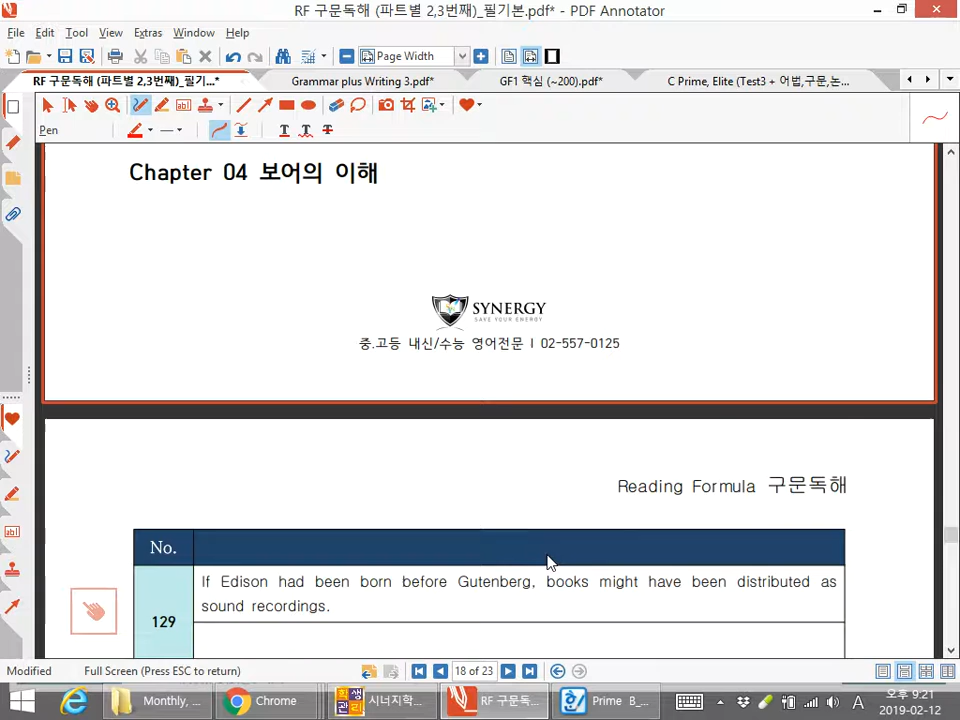 RF 구문독해 (파트별 2,3번째)_필기본.pdf* - PDF Annotator
File Edit Tool View Extras Window Help
Page Width
RF 구문독해 (파트별 2,3번째)_필기...*
Grammar plus Writing 3.pdf*
GF1 핵심 (~200).pdf*
C Prime, Elite (Test3 + 어법,구문,논...
Pen
Chapter 04 보어의 이해
SYNERGY
SAVE YOUR ENERGY
중.고등 내신/수능 영어전문 I 02-557-0125
Reading Formula 구문독해
No.
If Edison had been born before Gutenberg, books might have been distributed as
sound recordings.
129
Modified Full Screen (Press ESC to return) 18 of 23
Monthly, ... Chrome 학생관리 시너지학... RF 구문독... Prime B_... A 오후 9:21
2019-02-12